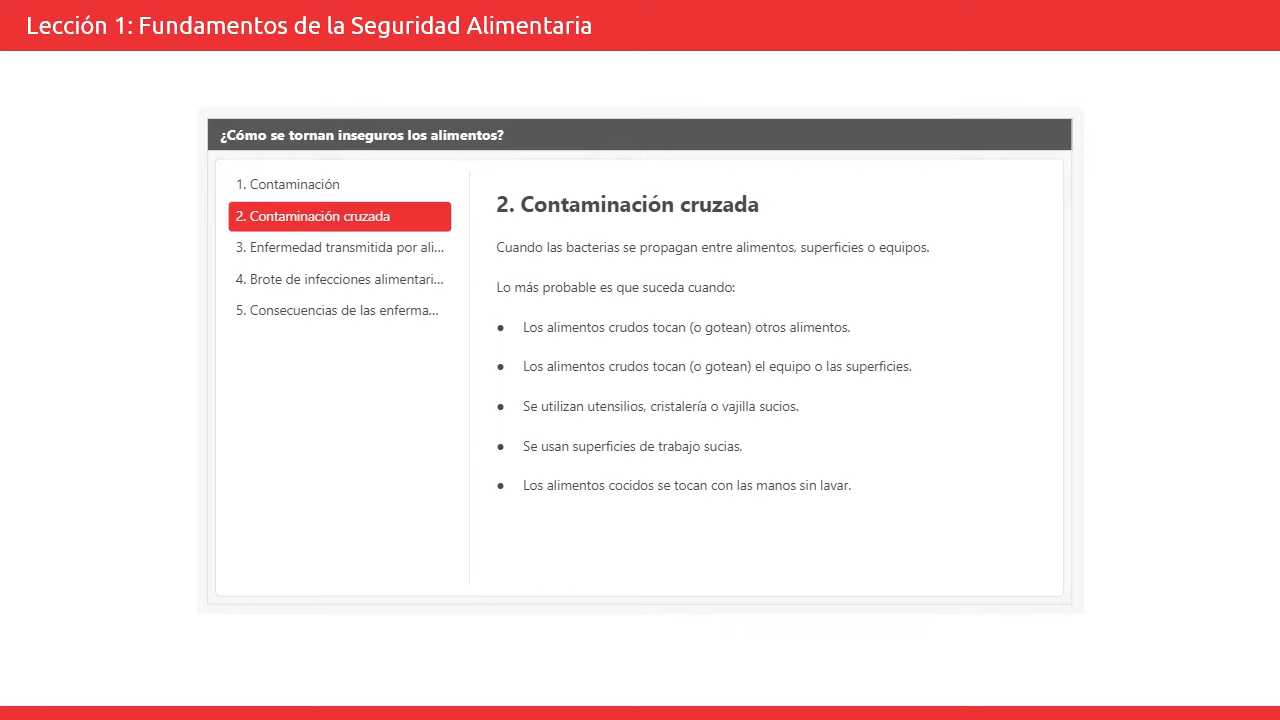 Lección 1: Fundamentos de la Seguridad Alimentaria
¿Cómo se tornan inseguros los alimentos?
1. Contaminación
2. Contaminación cruzada
3. Enfermedad transmitida por ali...
4. Brote de infecciones alimentari...
5. Consecuencias de las enferma...
2. Contaminación cruzada
Cuando las bacterias se propagan entre alimentos, superficies o equipos.
Lo más probable es que suceda cuando:
● Los alimentos crudos tocan (o gotean) otros alimentos.
● Los alimentos crudos tocan (o gotean) el equipo o las superficies.
● Se utilizan utensilios, cristalería o vajilla sucios.
● Se usan superficies de trabajo sucias.
● Los alimentos cocidos se tocan con las manos sin lavar.